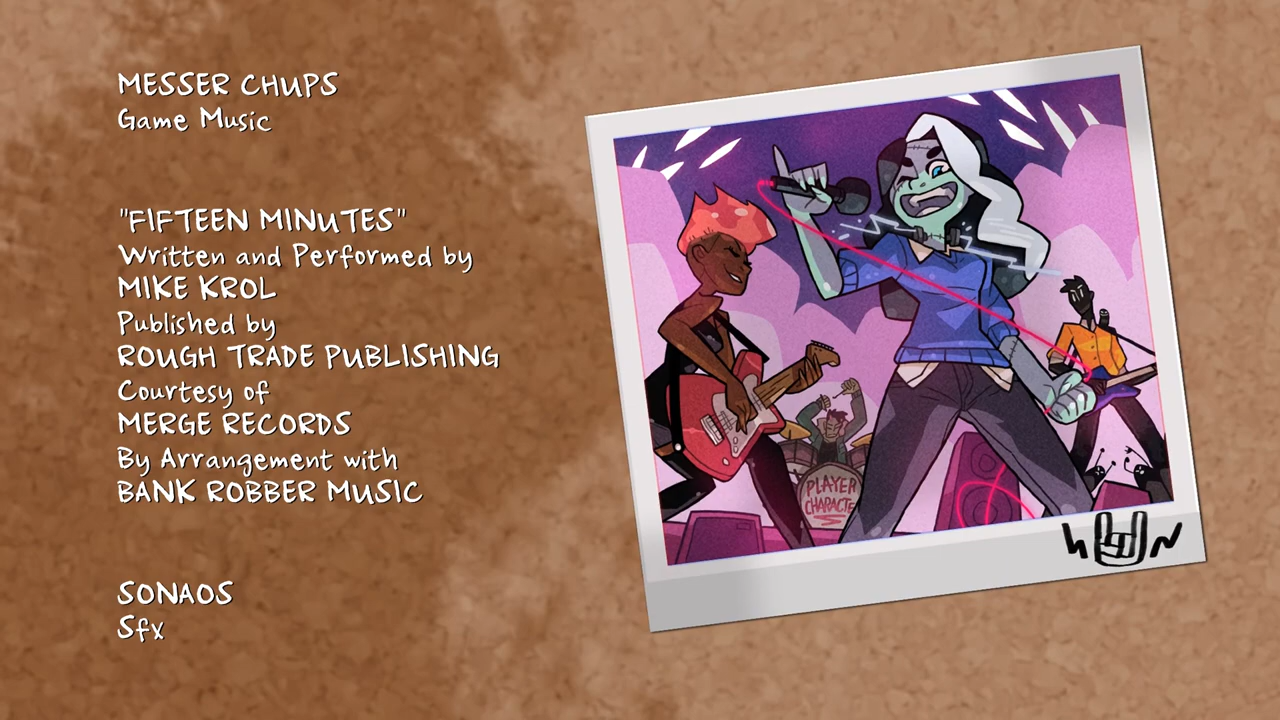 MESSER CHUPS
Game Music
"FIFTEEN MINUTES"
Written and Performed by
MIKE KROL
Published by
ROUGH TRADE PUBLISHING
Courtesy of
MERGE RECORDS
By Arrangement with
BANK ROBBER MUSIC
SONAOS
Sfx
PLAYER
CHARACTE